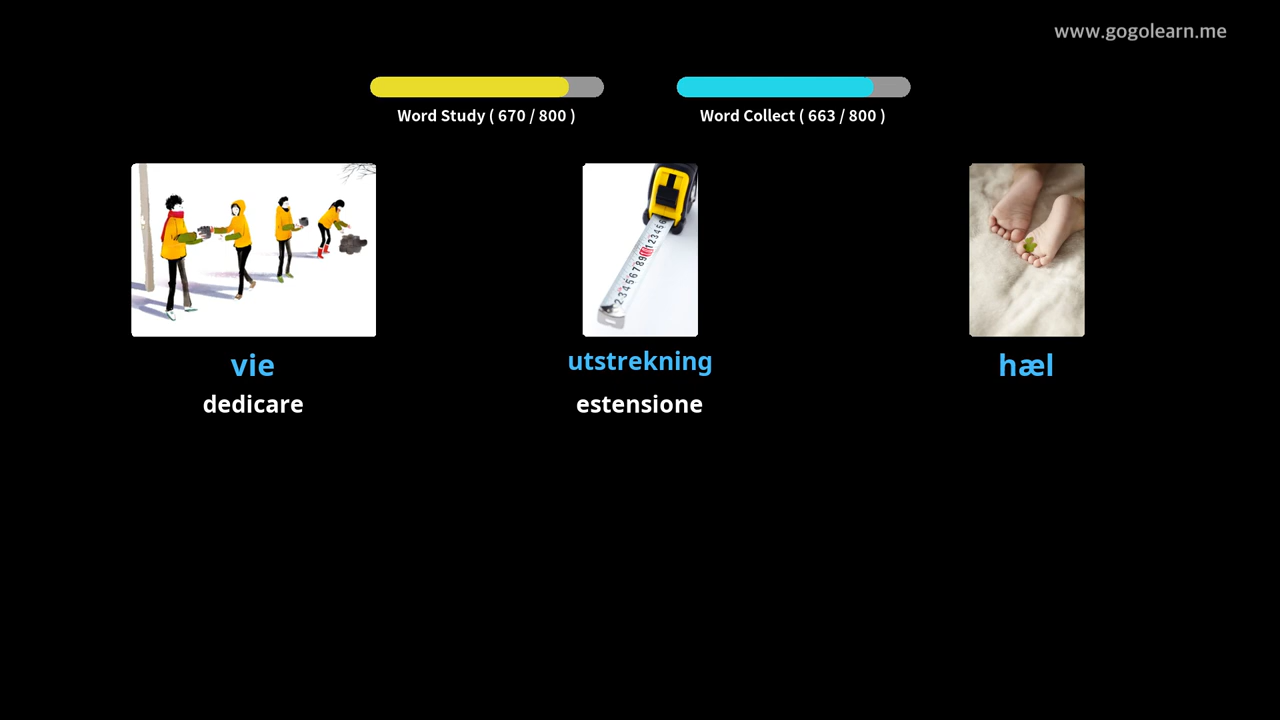 www.gogolearn.me
Word Study ( 670 / 800 )
Word Collect ( 663 / 800 )
vie
dedicare
utstrekning
estensione
hæl